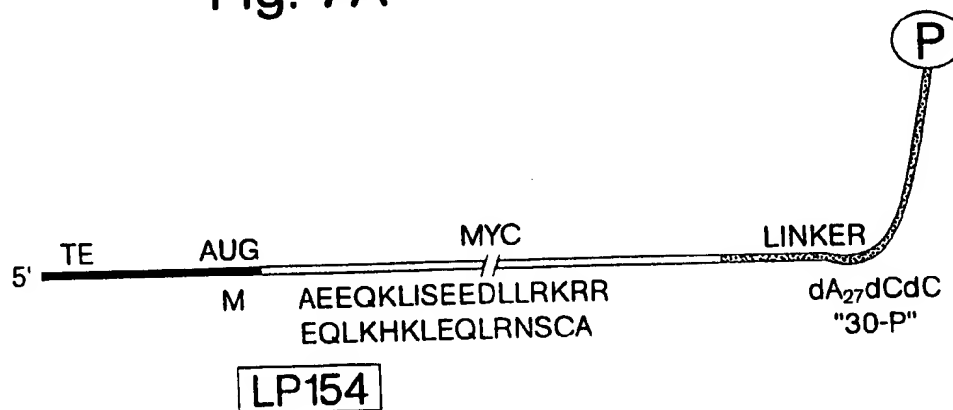 Fig. 7A
P
TE AUG MYC LINKER
5'
M AEEQKLISEEDLLRKRR dA₂₇dCdC
EQLKHKLEQLRNSCA "30-P"
LP154